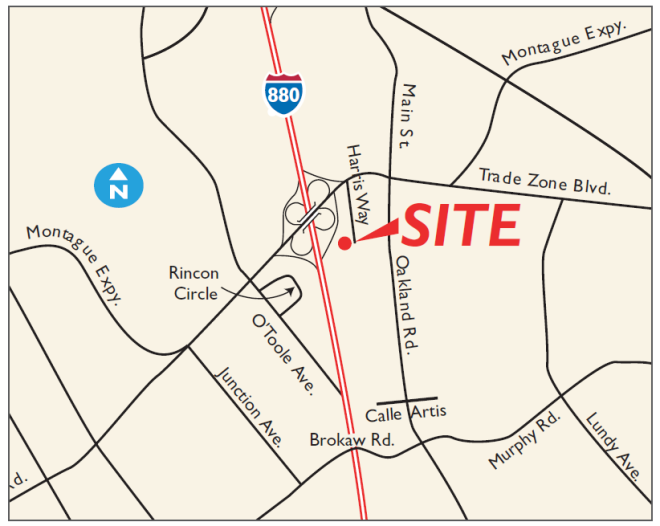 Montague Expy.
880
Main St.
Harris Way
Trade Zone Blvd.
N
SITE
Montague Expy.
Rincon
Circle
Oakland Rd.
O'Toole Ave.
Junction Ave.
Calle Artis
Brokaw Rd.
Murphy Rd.
Lundy Ave.
d.